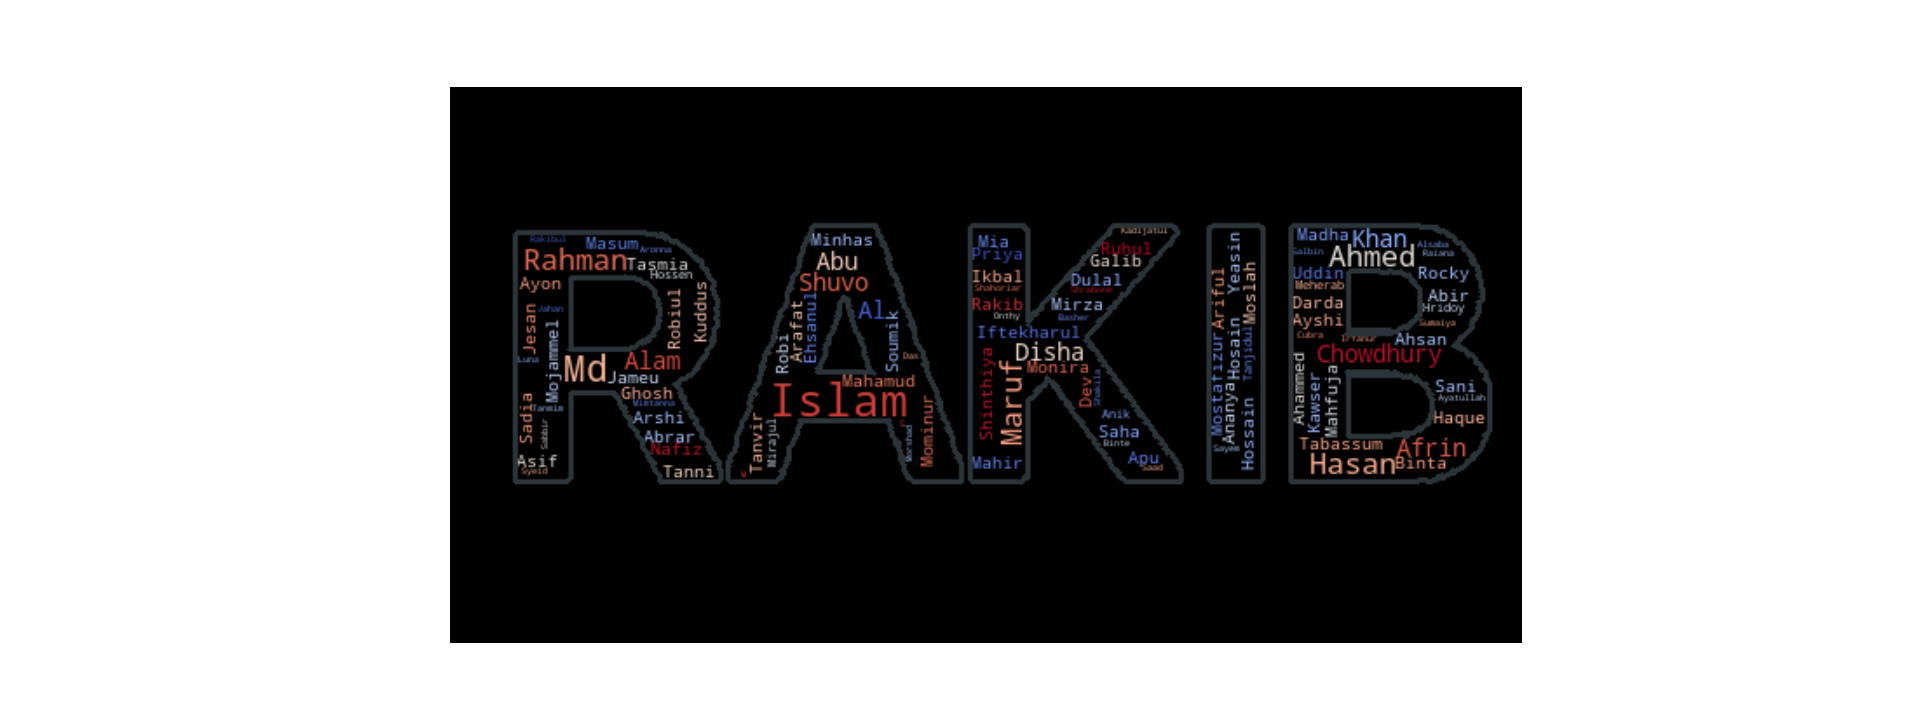 RAKIB
Rakibul
Masum
Aronna
Rahman
Tasmia
Hossen
Ayon
Jesan
Jahan
Robiul
Kuddus
Luna
Mojammel
Md
Alam
Jameu
Ghosh
Mimtanna
Sadia
Tanmim
Sabbir
Arshi
Abrar
Nafiz
Asif
Syeid
Tanni
Minhas
Abu
Shuvo
Al
Robi
Arafat
Ehsanul
Soumik
Das
Mahamud
Islam
Tanvir
Mirajul
Morshad
Mominur
Mia
Priya
Ikbal
Shahoriar
Rakib
Onthy
Kadijatul
Ruhul
Galib
Dulal
Mirza
Basher
Iftekharul
Disha
Monira
Shinthiya
Maruf
Dev
Shakila
Anik
Saha
Binte
Mahir
Apu
Saad
Yeasin
Ariful
Moslah
Hosain
Tanjidul
Mostafizur
Ananya
Sayem
Hossain
Madha
Khan
Alsaba
Galbin
Ahmed
Raiana
Uddin
Meherab
Rocky
Darda
Abir
Hridoy
Ayshi
Sumaiya
Cubra
Irfanur
Ahsan
Chowdhury
Ahammed
Kawser
Mahfuja
Sani
Ayatullah
Haque
Tabassum
Afrin
Hasan
Binta